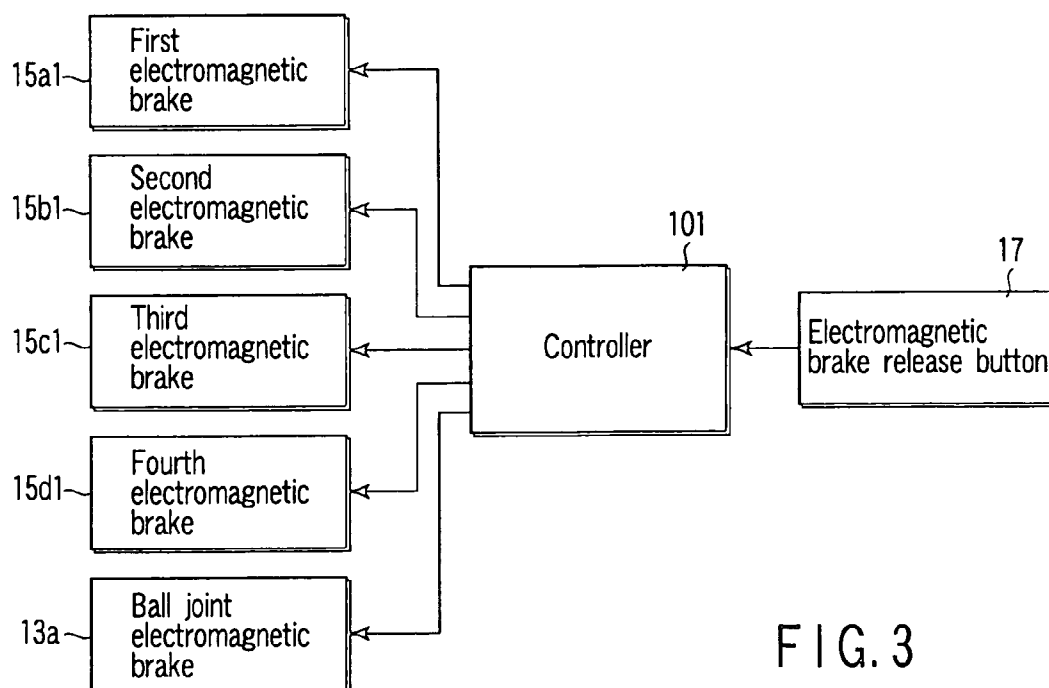 First
electromagnetic
brake
15a1
Second
electromagnetic
brake
15b1
Third
electromagnetic
brake
15c1
Fourth
electromagnetic
brake
15d1
Ball joint
electromagnetic
brake
13a
101
Controller
17
Electromagnetic
brake release button
FIG. 3